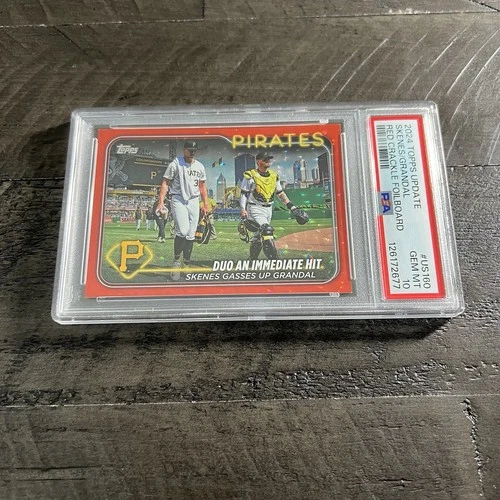 2024 TOPPS UPDATE
SKENES/GRANDAL
RED CRACKLE FOILBOARD
PSA
#US160
GEM MT
10
126172677
Topps
PIRATES
P
DUO AN IMMEDIATE HIT
SKENES GASSES UP GRANDAL